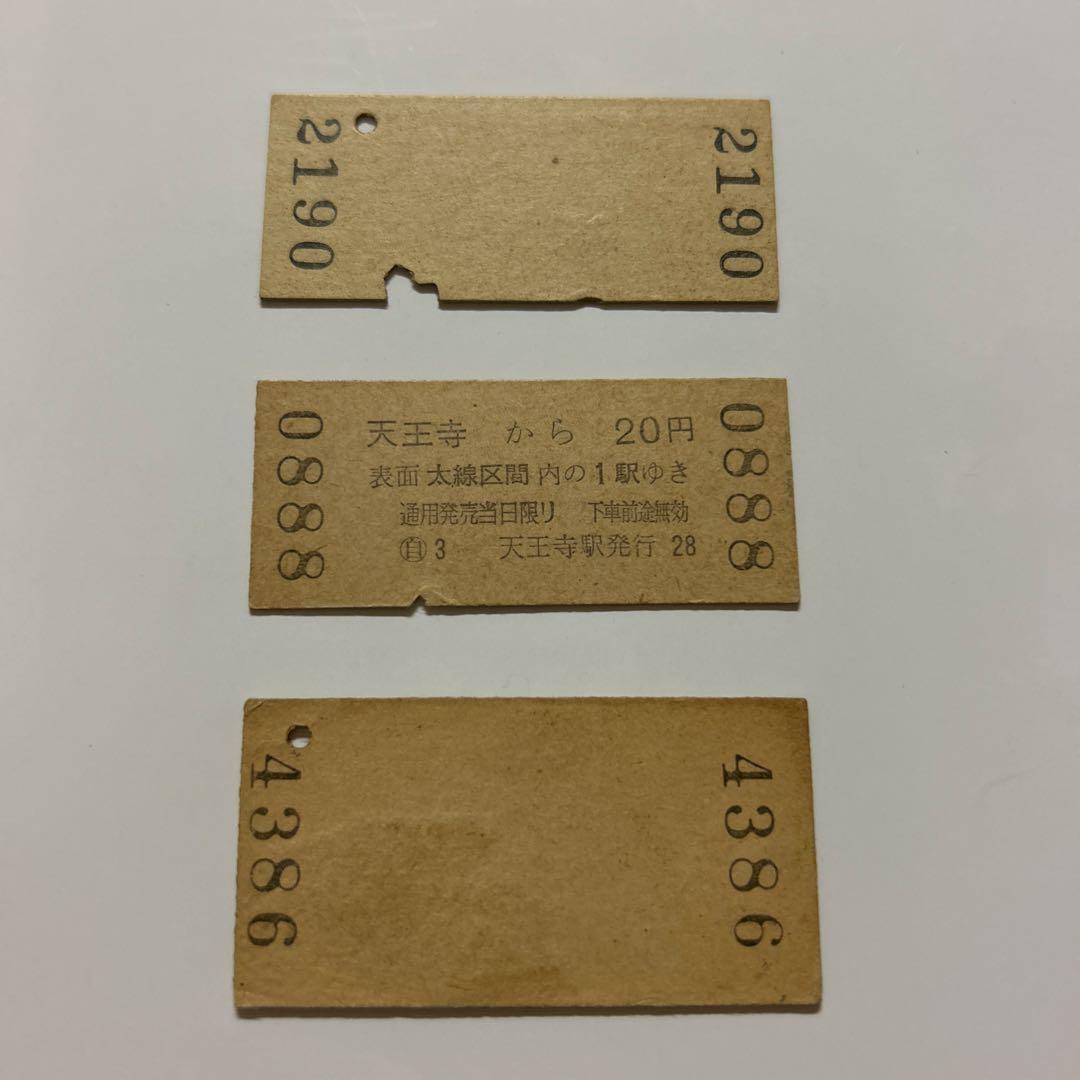 2190
2190
0888
天王寺 から 20円
表面 太線区間 内の1駅ゆき
通用発売当日限り 下車前途無効
㊀3 天王寺駅発行 28
0888
4386
4386